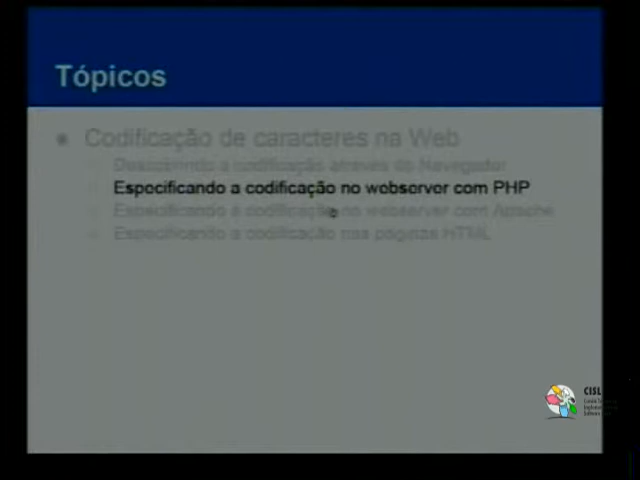 Tópicos
Codificação de caracteres na Web
Descobrindo a codificação através do Navegador
Especificando a codificação no webserver com PHP
Especificando a codificação no webserver com Apache
Especificando a codificação nas páginas HTML
CISL